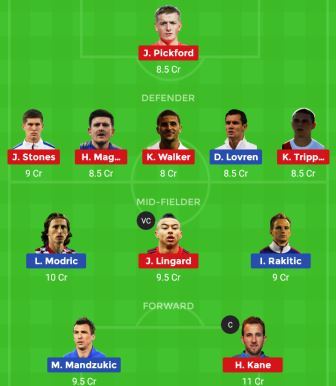 J. Pickford
8.5 Cr
DEFENDER
J. Stones
H. Mag...
K. Walker
D. Lovren
K. Tripp...
9 Cr
8.5 Cr
8 Cr
8.5 Cr
8.5 Cr
MID-FIELDER
VC
L. Modric
J. Lingard
I. Rakitic
10 Cr
9.5 Cr
9 Cr
FORWARD
C
M. Mandzukic
H. Kane
9.5 Cr
11 Cr